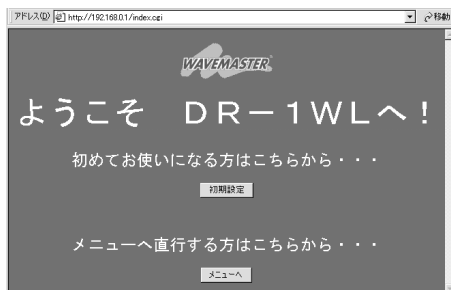 アドレス(D) http://192.168.0.1/index.cgi 移動
WAVEMASTER
ようこそ　DR－1WLへ！
初めてお使いになる方はこちらから・・・
初期設定
メニューへ直行する方はこちらから・・・
メニューへ